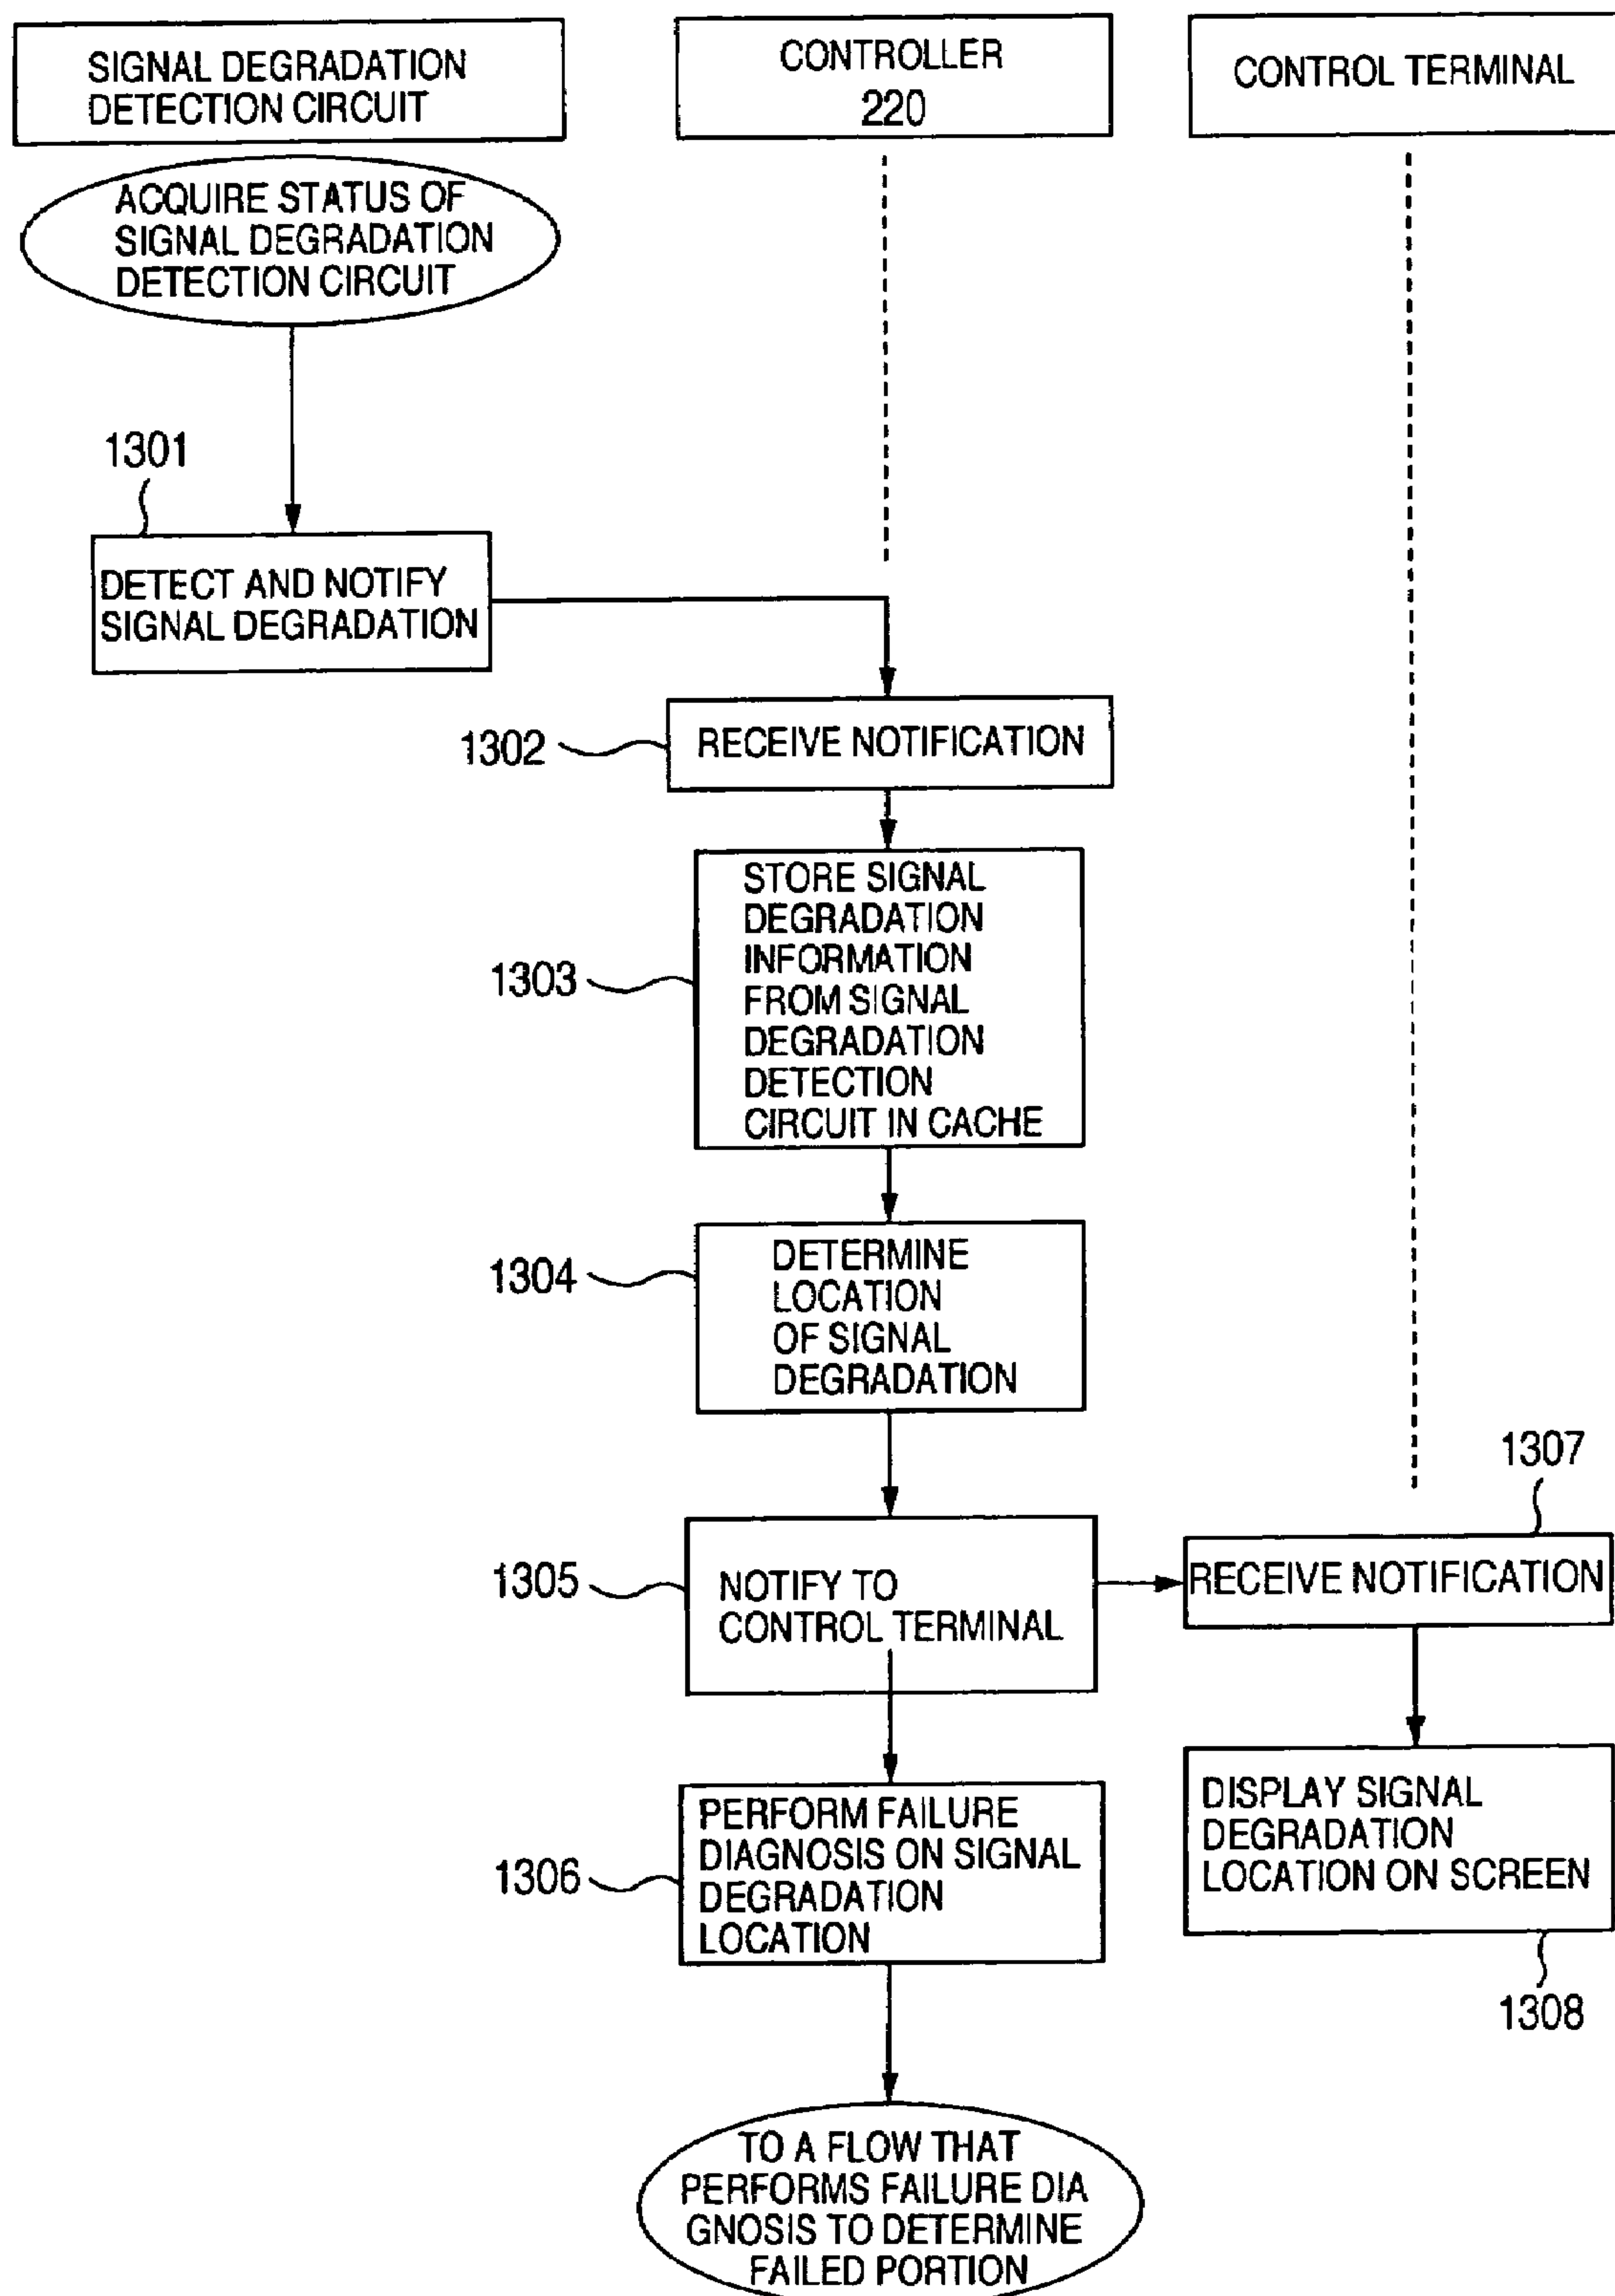 SIGNAL DEGRADATION
DETECTION CIRCUIT
CONTROLLER
220
CONTROL TERMINAL
ACQUIRE STATUS OF
SIGNAL DEGRADATION
DETECTION CIRCUIT
1301
DETECT AND NOTIFY
SIGNAL DEGRADATION
1302
RECEIVE NOTIFICATION
1303
STORE SIGNAL
DEGRADATION
INFORMATION
FROM SIGNAL
DEGRADATION
DETECTION
CIRCUIT IN CACHE
1304
DETERMINE
LOCATION
OF SIGNAL
DEGRADATION
1305
NOTIFY TO
CONTROL TERMINAL
1307
RECEIVE NOTIFICATION
1306
PERFORM FAILURE
DIAGNOSIS ON SIGNAL
DEGRADATION
LOCATION
DISPLAY SIGNAL
DEGRADATION
LOCATION ON SCREEN
1308
TO A FLOW THAT
PERFORMS FAILURE DIA
GNOSIS TO DETERMINE
FAILED PORTION